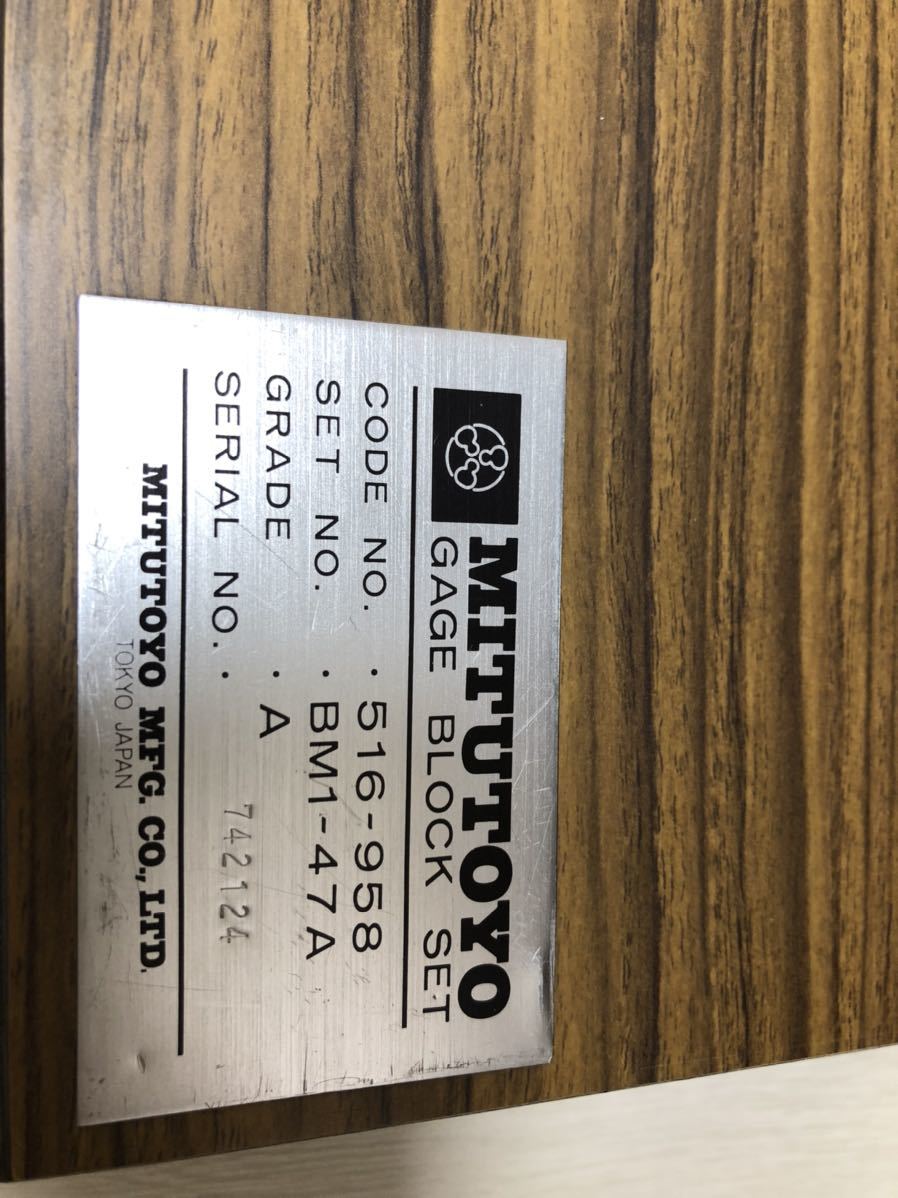 MITUTOYO
GAGE BLOCK SET
CODE NO. · 516-958
SET NO. · BM1-47A
GRADE · A
SERIAL NO. · 742124
MITUTOYO MFG. CO., LTD.
TOKYO JAPAN